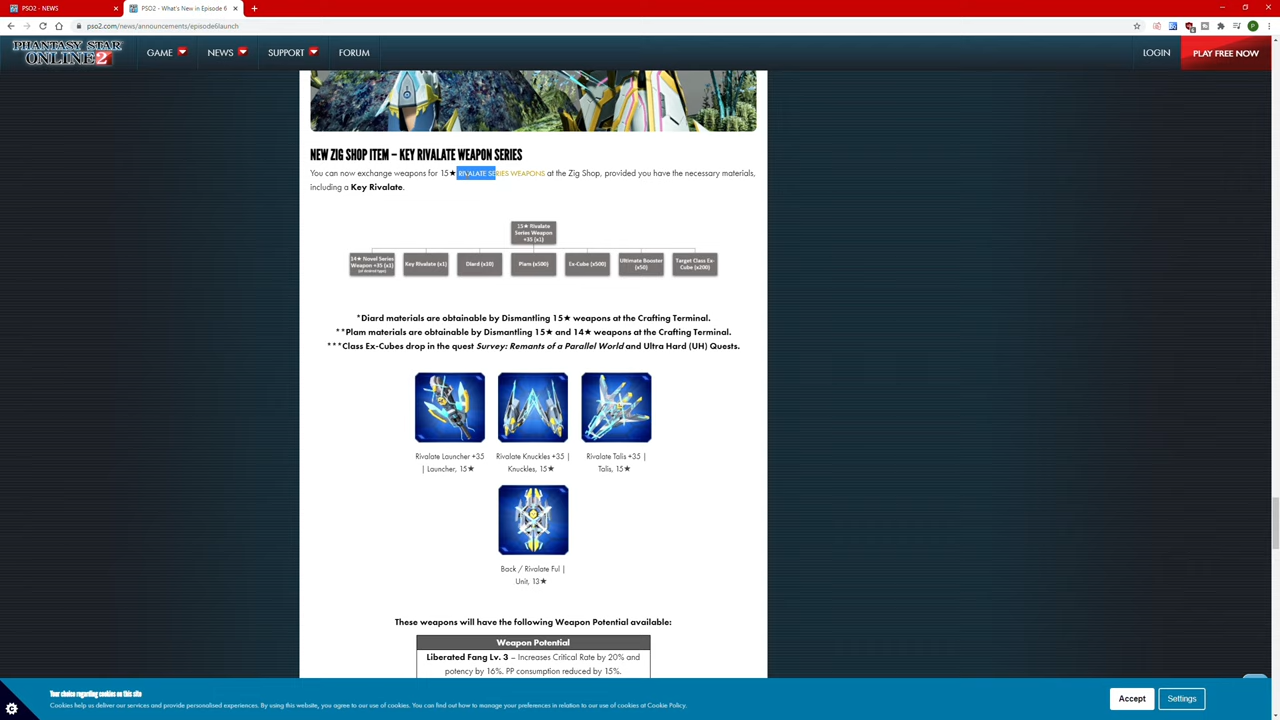 PSO2 - NEWS
PSO2 - What's New in Episode 6
pso2.com/news/announcements/episode6launch
PHANTASY STAR ONLINE 2
GAME NEWS SUPPORT FORUM LOGIN PLAY FREE NOW
NEW ZIG SHOP ITEM – KEY RIVALATE WEAPON SERIES
You can now exchange weapons for 15★ RIVALATE SERIES WEAPONS at the Zig Shop, provided you have the necessary materials,
including a Key Rivalate.
15★ Rivalate
Series Weapon
+35 (x1)
14★ Novel Series
Weapon +35 (x1)
(of desired type)
Key Rivalate (x1)
Diard (x10)
Plam (x500)
Ex-Cube (x500)
Ultimate Booster
(x50)
Target Class Ex-
Cube (x200)
*Diard materials are obtainable by Dismantling 15★ weapons at the Crafting Terminal.
**Plam materials are obtainable by Dismantling 15★ and 14★ weapons at the Crafting Terminal.
***Class Ex-Cubes drop in the quest Survey: Remants of a Parallel World and Ultra Hard (UH) Quests.
Rivalate Launcher +35
| Launcher, 15★
Rivalate Knuckles +35 |
Knuckles, 15★
Rivalate Talis +35 |
Talis, 15★
Back / Rivalate Ful |
Unit, 13★
These weapons will have the following Weapon Potential available:
Weapon Potential
Liberated Fang Lv. 3 – Increases Critical Rate by 20% and
potency by 16%. PP consumption reduced by 15%.
Your choice regarding cookies on this site
Cookies help us deliver our services and provide personalised experiences. By using this website, you agree to our use of cookies. You can find out how to manage your preferences in relation to our use of cookies at Cookie Policy.
Accept
Settings